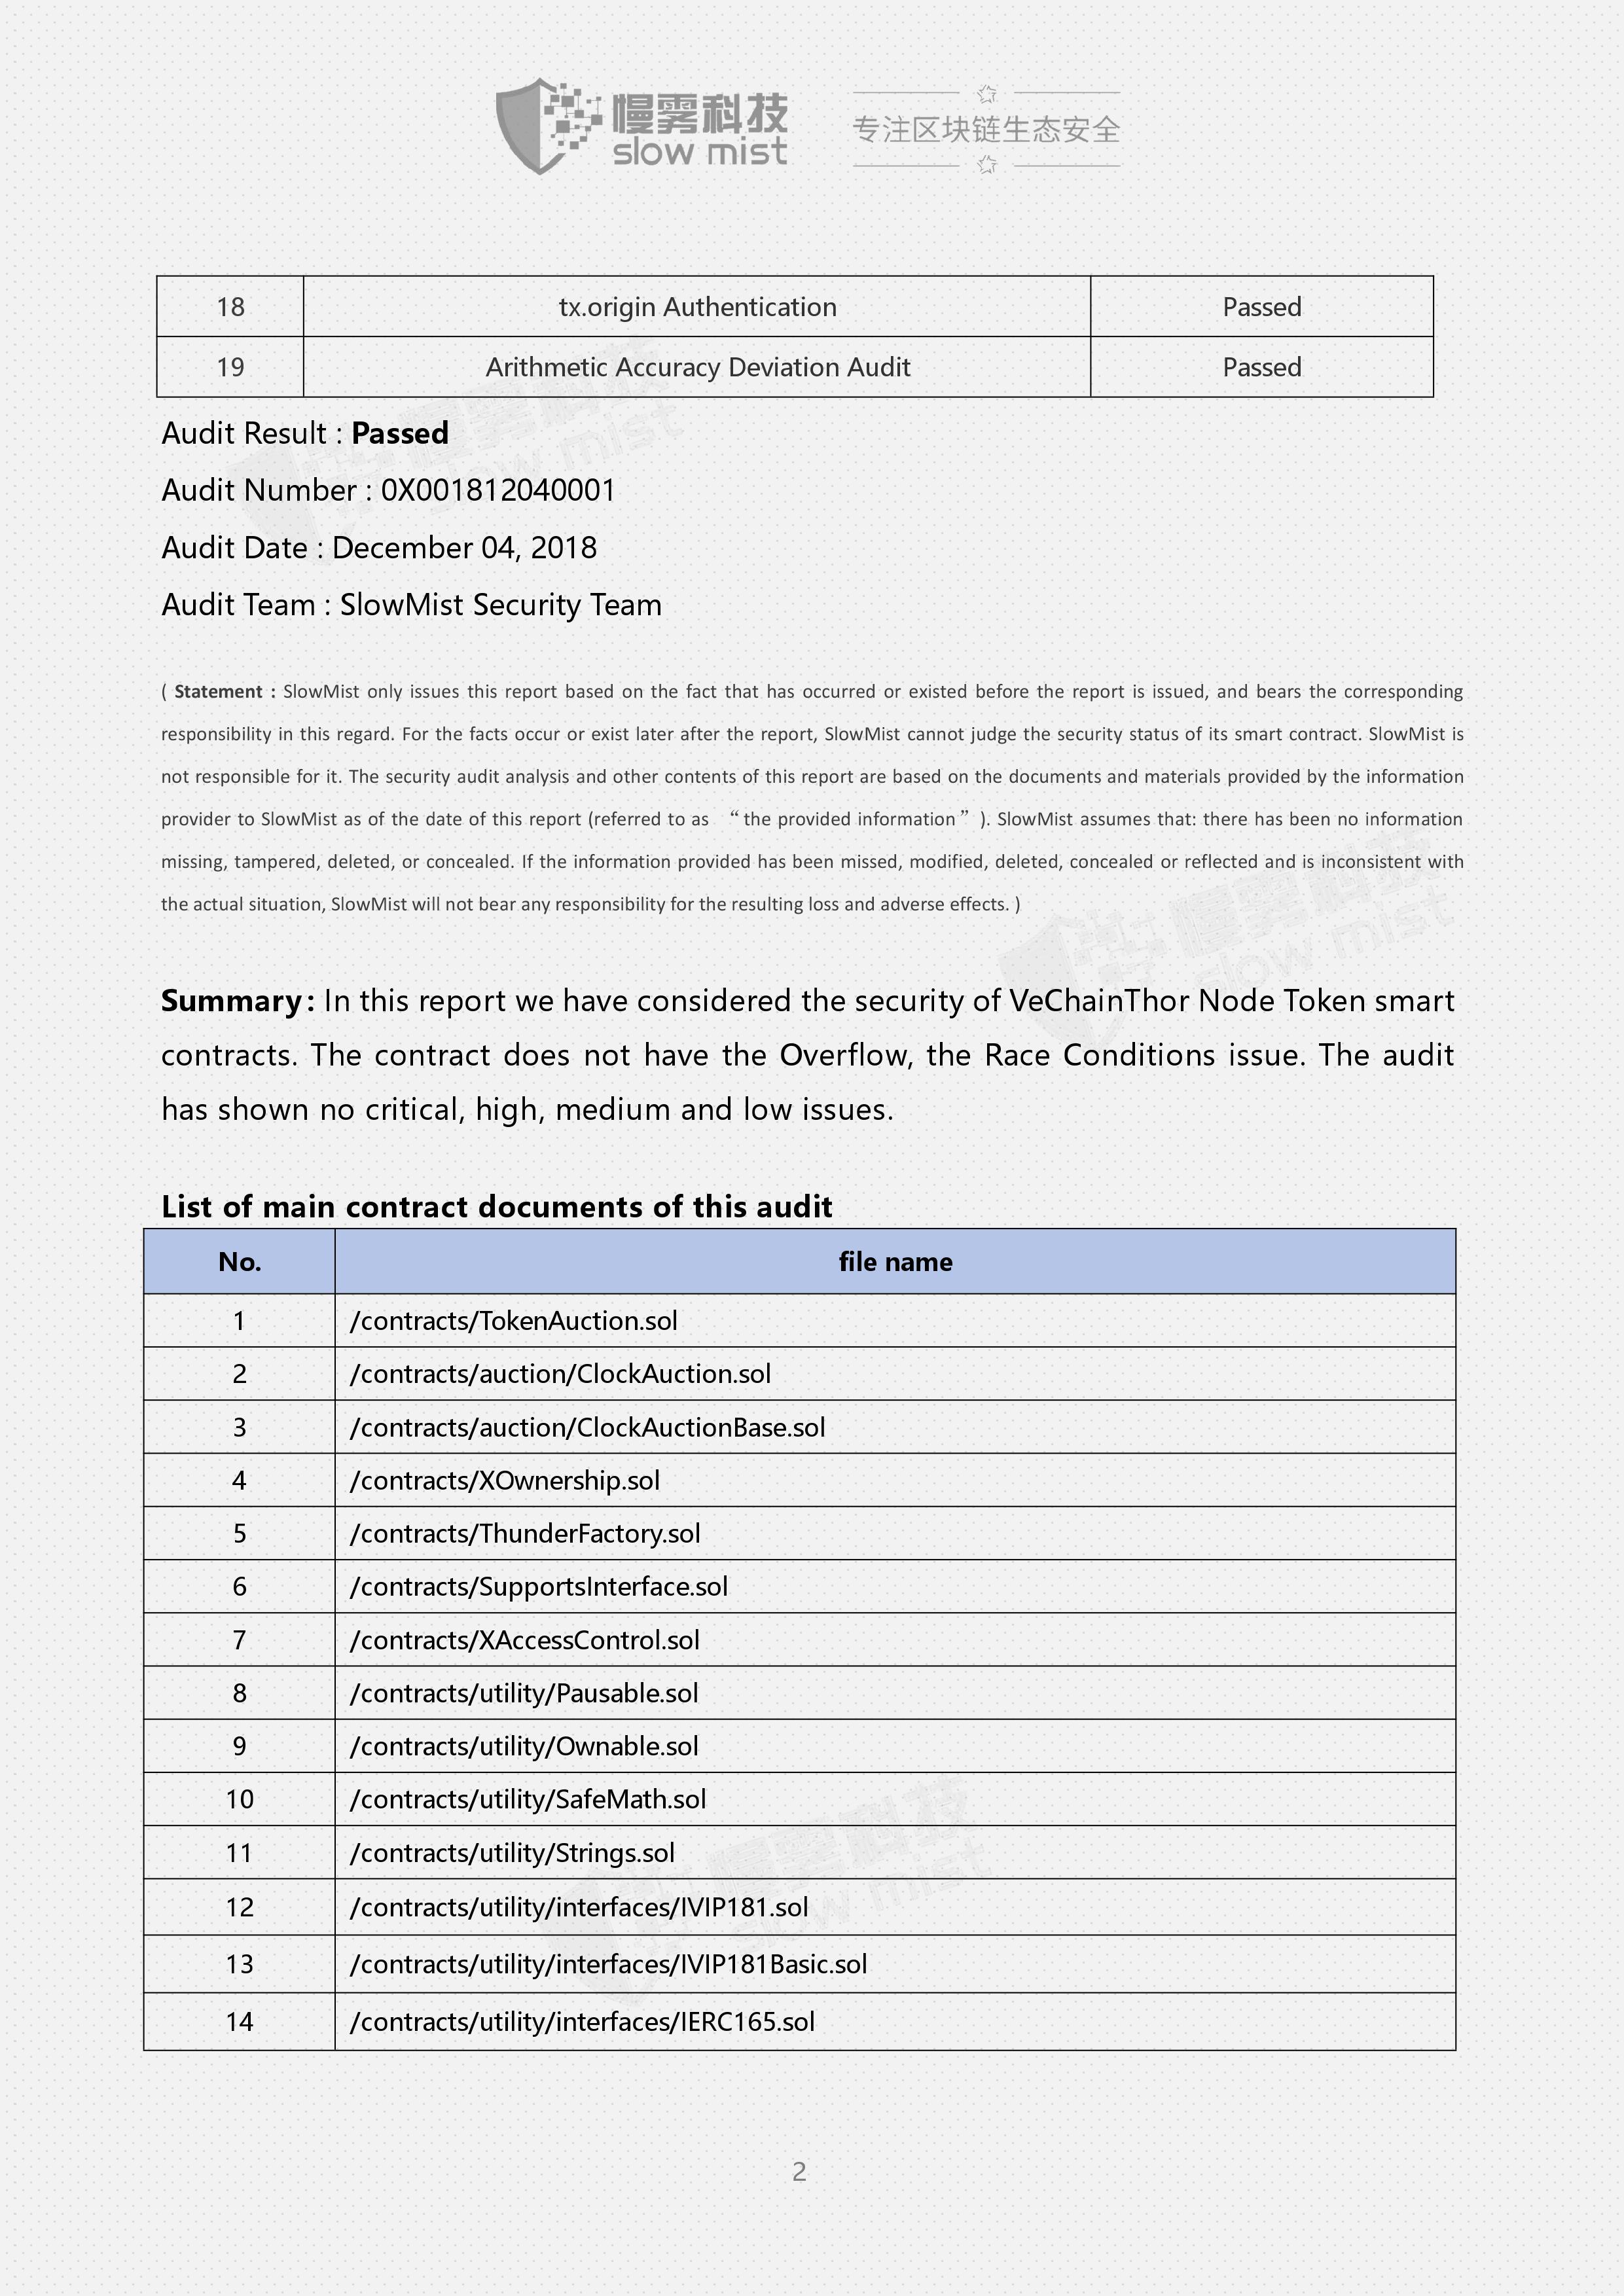 慢雾科技
slow mist
专注区块链生态安全
18 tx.origin Authentication Passed
19 Arithmetic Accuracy Deviation Audit Passed
Audit Result : Passed
Audit Number : 0X001812040001
Audit Date : December 04, 2018
Audit Team : SlowMist Security Team
( Statement : SlowMist only issues this report based on the fact that has occurred or existed before the report is issued, and bears the corresponding
responsibility in this regard. For the facts occur or exist later after the report, SlowMist cannot judge the security status of its smart contract. SlowMist is
not responsible for it. The security audit analysis and other contents of this report are based on the documents and materials provided by the information
provider to SlowMist as of the date of this report (referred to as “the provided information”). SlowMist assumes that: there has been no information
missing, tampered, deleted, or concealed. If the information provided has been missed, modified, deleted, concealed or reflected and is inconsistent with
the actual situation, SlowMist will not bear any responsibility for the resulting loss and adverse effects. )
Summary: In this report we have considered the security of VeChainThor Node Token smart
contracts. The contract does not have the Overflow, the Race Conditions issue. The audit
has shown no critical, high, medium and low issues.
List of main contract documents of this audit
No. file name
1 /contracts/TokenAuction.sol
2 /contracts/auction/ClockAuction.sol
3 /contracts/auction/ClockAuctionBase.sol
4 /contracts/XOwnership.sol
5 /contracts/ThunderFactory.sol
6 /contracts/SupportsInterface.sol
7 /contracts/XAccessControl.sol
8 /contracts/utility/Pausable.sol
9 /contracts/utility/Ownable.sol
10 /contracts/utility/SafeMath.sol
11 /contracts/utility/Strings.sol
12 /contracts/utility/interfaces/IVIP181.sol
13 /contracts/utility/interfaces/IVIP181Basic.sol
14 /contracts/utility/interfaces/IERC165.sol
2